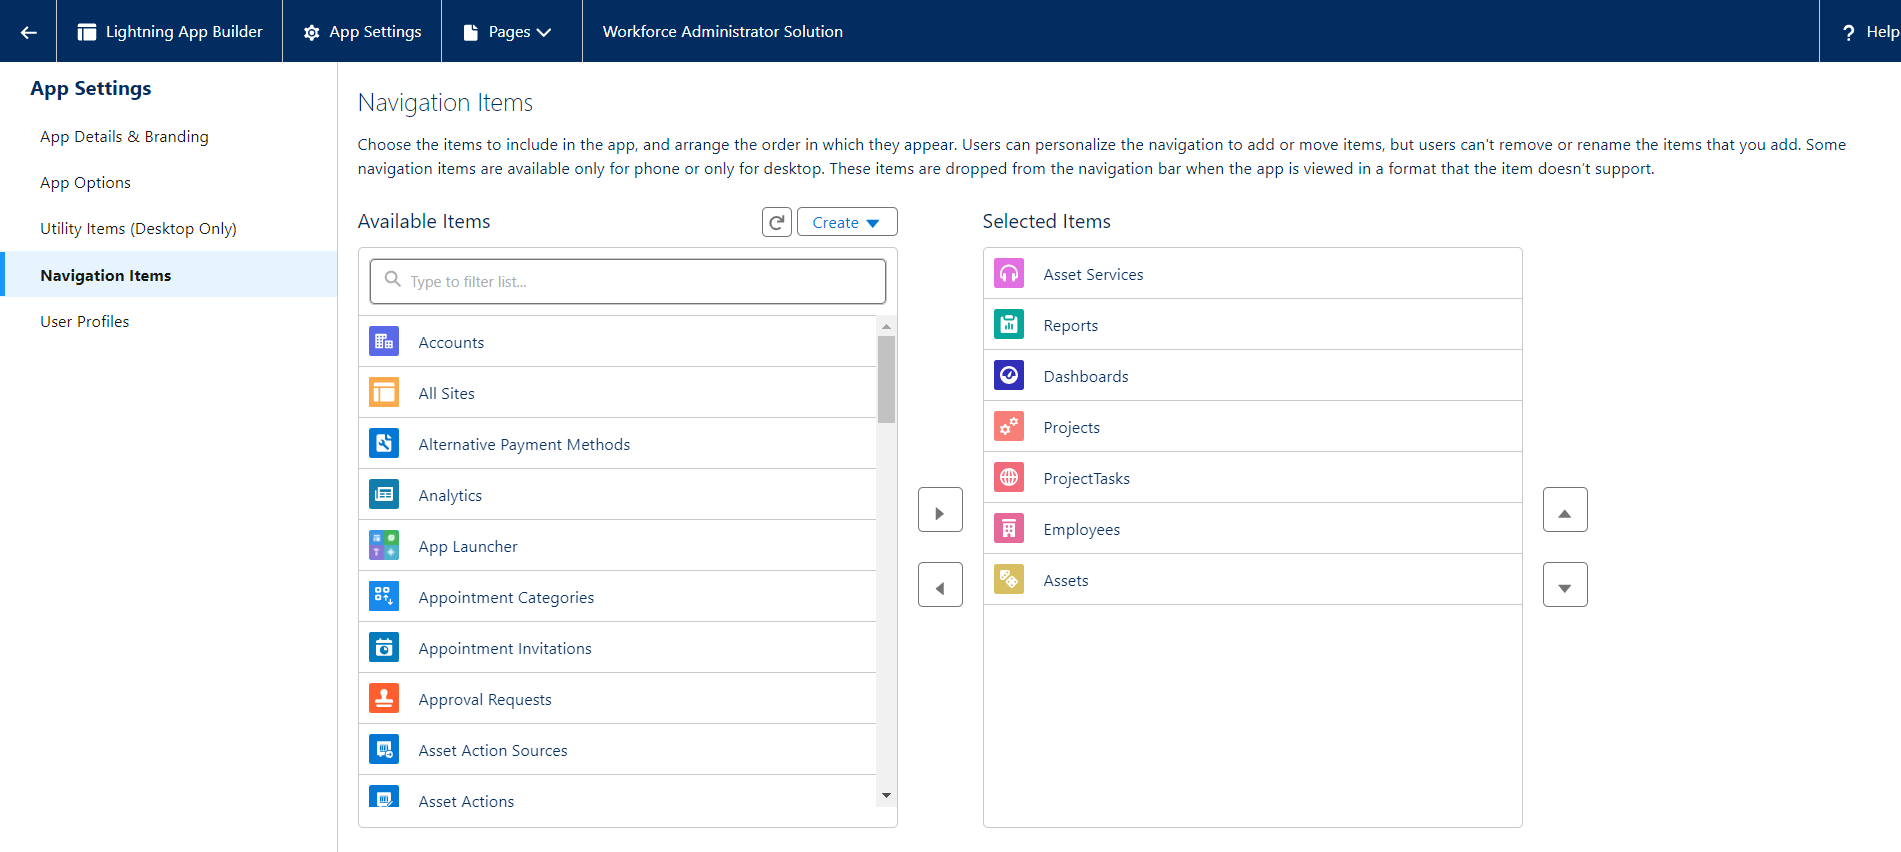 Lightning App Builder
App Settings
Pages
Workforce Administrator Solution
? Help
App Settings
App Details & Branding
App Options
Utility Items (Desktop Only)
Navigation Items
User Profiles
Navigation Items
Choose the items to include in the app, and arrange the order in which they appear. Users can personalize the navigation to add or move items, but users can't remove or rename the items that you add. Some
navigation items are available only for phone or only for desktop. These items are dropped from the navigation bar when the app is viewed in a format that the item doesn't support.
Available Items
Create
Type to filter list...
Accounts
All Sites
Alternative Payment Methods
Analytics
App Launcher
Appointment Categories
Appointment Invitations
Approval Requests
Asset Action Sources
Asset Actions
Selected Items
Asset Services
Reports
Dashboards
Projects
ProjectTasks
Employees
Assets